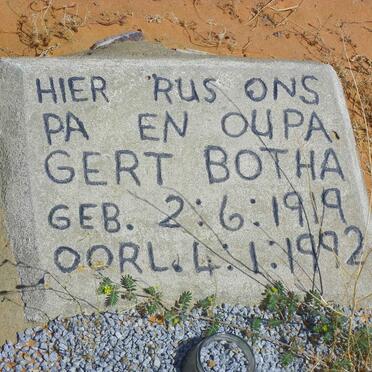 HIER RUS ONS
PA EN OUPA
GERT BOTHA
GEB. 2:6:1919
OORL. 4:1:1992